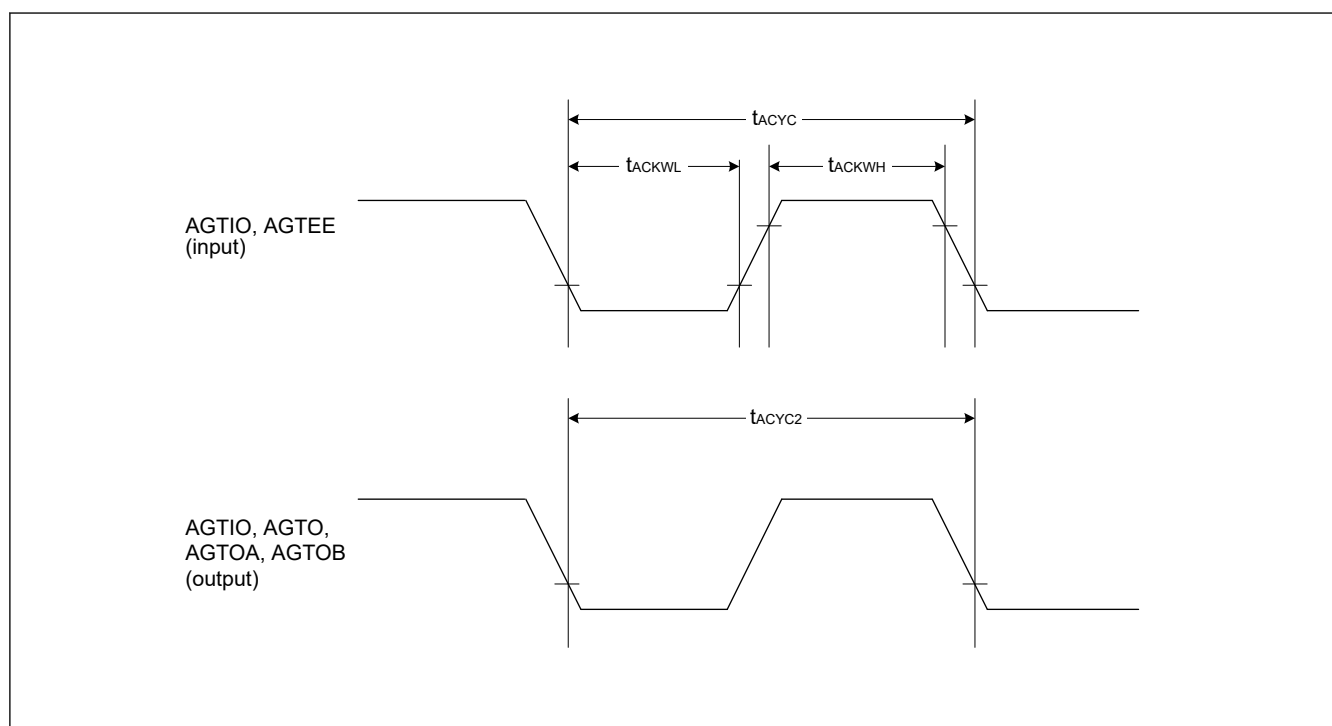 tACYC
tACKWL
tACKWH
AGTIO, AGTEE
(input)
tACYC2
AGTIO, AGTO,
AGTOA, AGTOB
(output)